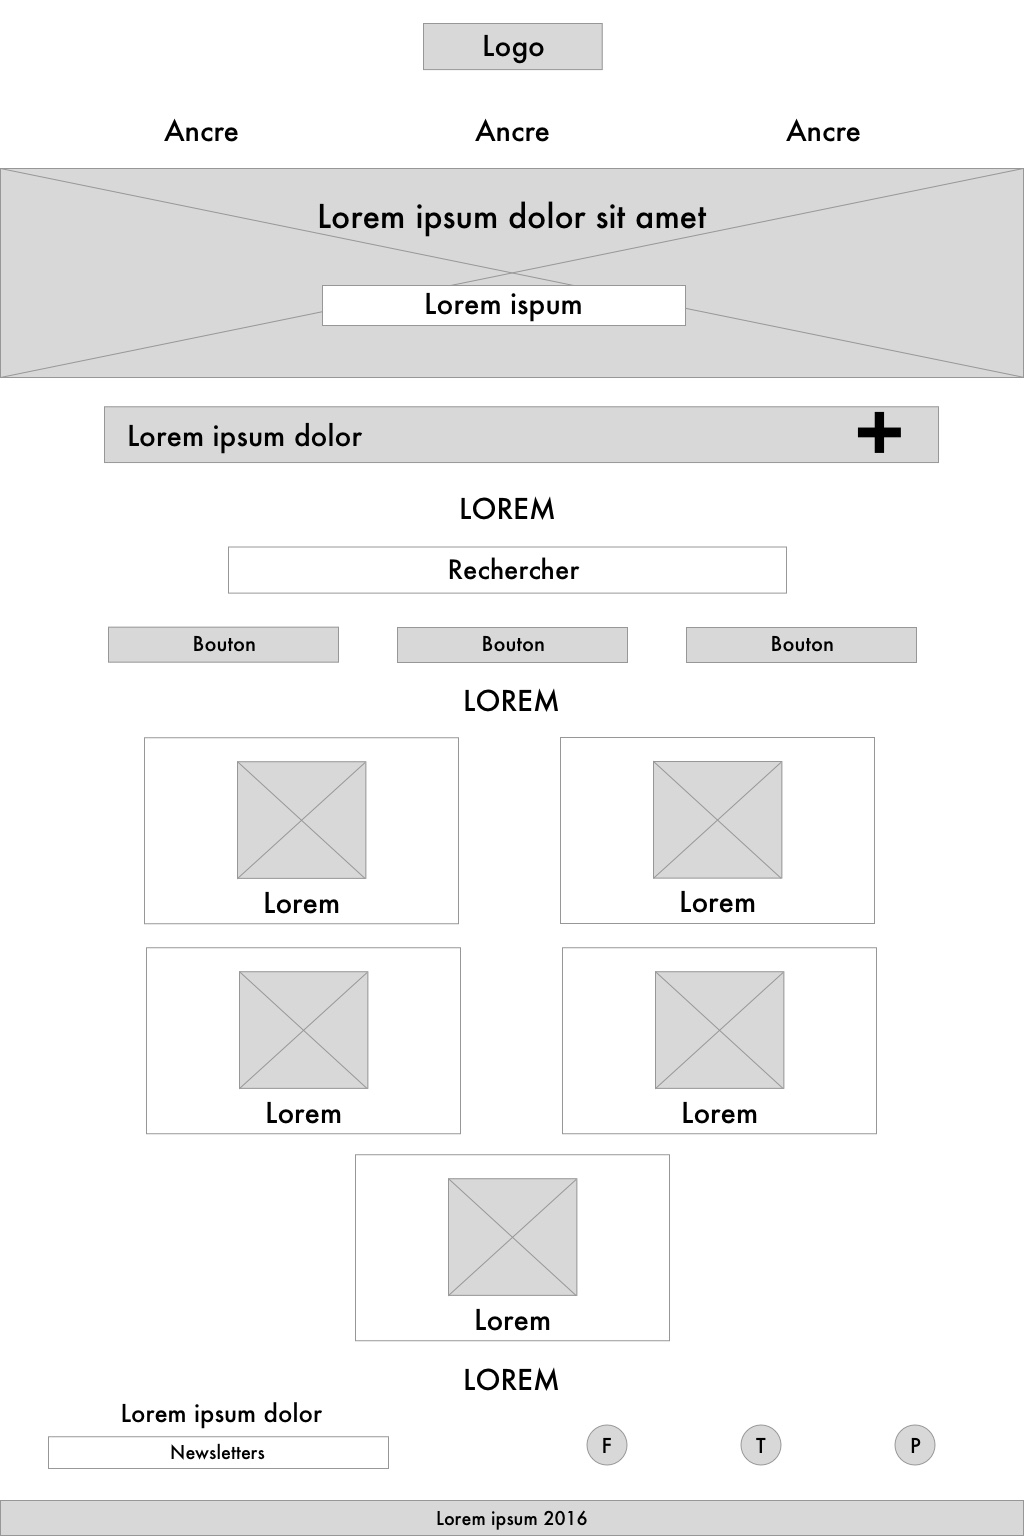 Logo
Ancre Ancre Ancre
Lorem ipsum dolor sit amet
Lorem ispum
Lorem ipsum dolor
LOREM
Rechercher
Bouton Bouton Bouton
LOREM
Lorem Lorem
Lorem Lorem
Lorem
LOREM
Lorem ipsum dolor
Newsletters
F T P
Lorem ipsum 2016